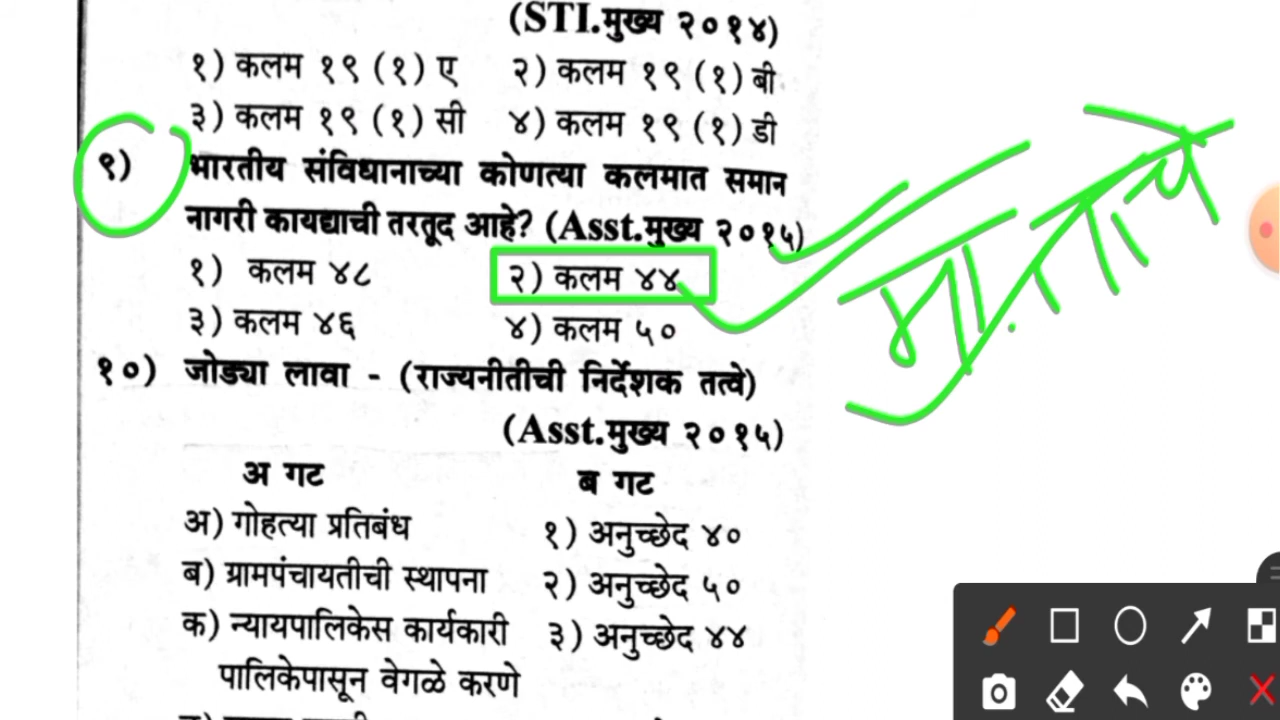 (STI.मुख्य २०१४)
१) कलम १९ (१) ए २) कलम १९ (१) बी
३) कलम १९ (१) सी ४) कलम १९ (१) डी
९) भारतीय संविधानाच्या कोणत्या कलमात समान
नागरी कायद्याची तरतूद आहे? (Asst.मुख्य २०१५)
१) कलम ४८ २) कलम ४४
३) कलम ४६ ४) कलम ५०
१०) जोड्या लावा - (राज्यनीतीची निर्देशक तत्वे)
(Asst.मुख्य २०१५)
अ गट ब गट
अ) गोहत्या प्रतिबंध १) अनुच्छेद ४०
ब) ग्रामपंचायतीची स्थापना २) अनुच्छेद ५०
क) न्यायपालिकेस कार्यकारी ३) अनुच्छेद ४४
पालिकेपासून वेगळे करणे